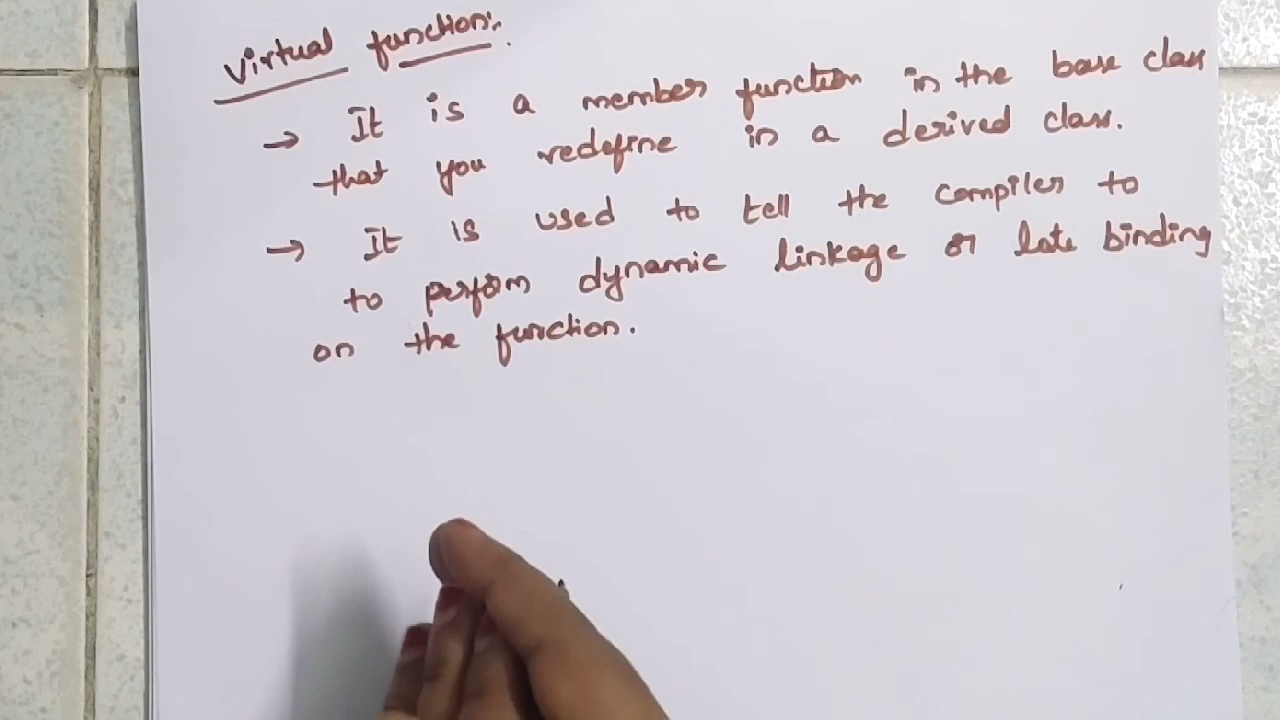 Virtual function:.
→ It is a member function in the base class
that you redefine in a derived class.
→ It is used to tell the compiler to
to perform dynamic linkage or late binding
on the function.